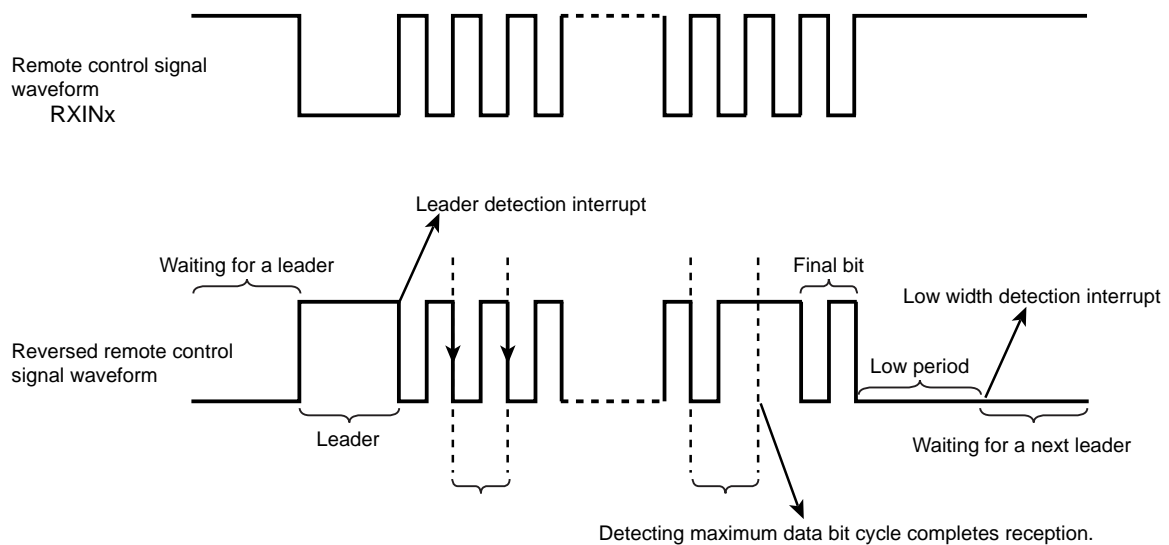 Remote control signal
waveform
RXINx
Leader detection interrupt
Waiting for a leader
Final bit
Low width detection interrupt
Reversed remote control
signal waveform
Low period
Leader
Waiting for a next leader
Detecting maximum data bit cycle completes reception.